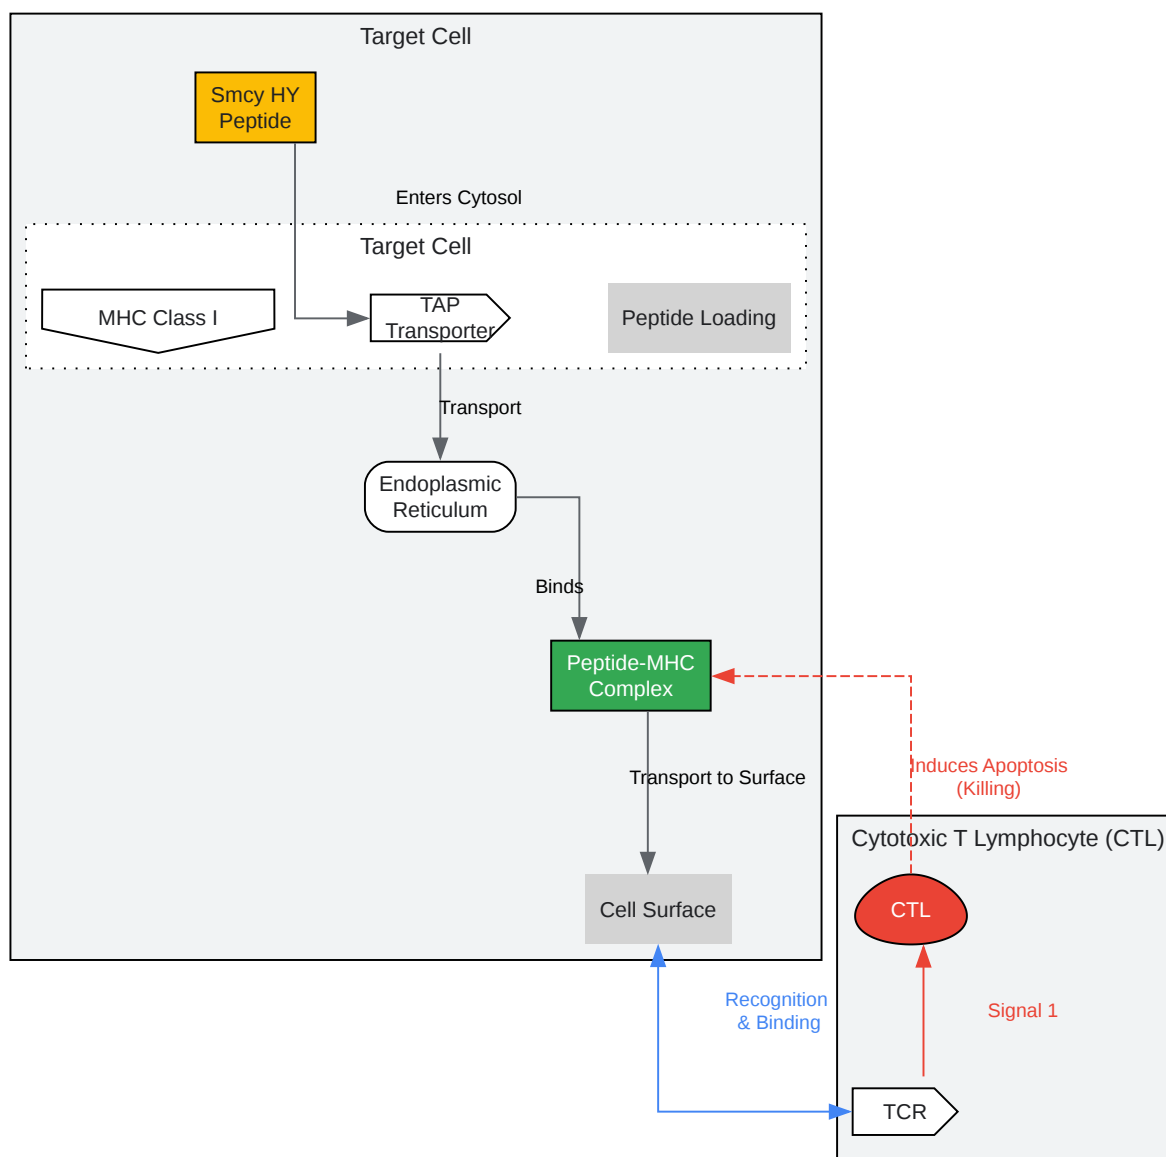 Target Cell
Smcy HY
Peptide
Enters Cytosol
Target Cell
MHC Class I
TAP
Transporter
Peptide Loading
Transport
Endoplasmic
Reticulum
Binds
Peptide-MHC
Complex
Transport to Surface
Induces Apoptosis
(Killing)
Cytotoxic T Lymphocyte (CTL)
CTL
Cell Surface
Recognition
& Binding
Signal 1
TCR